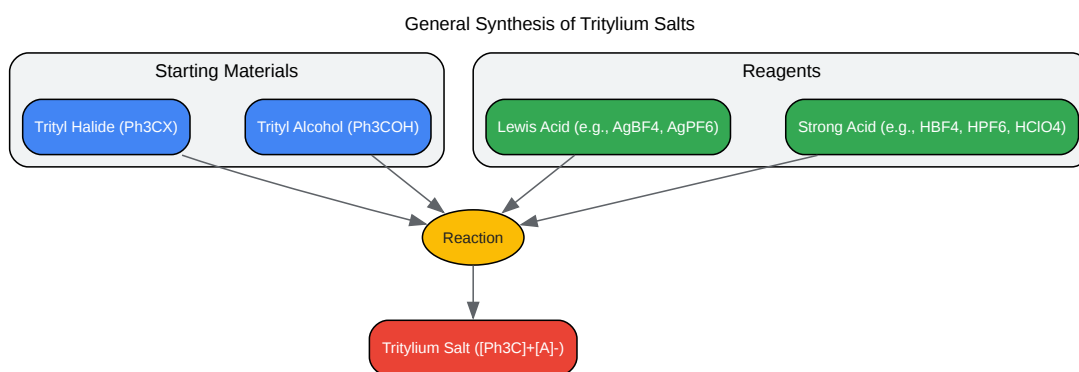 General Synthesis of Tritylium Salts
Starting Materials
Reagents
Trityl Halide (Ph3CX)
Trityl Alcohol (Ph3COH)
Lewis Acid (e.g., AgBF4, AgPF6)
Strong Acid (e.g., HBF4, HPF6, HClO4)
Reaction
Tritylium Salt ([Ph3C]+[A]-)